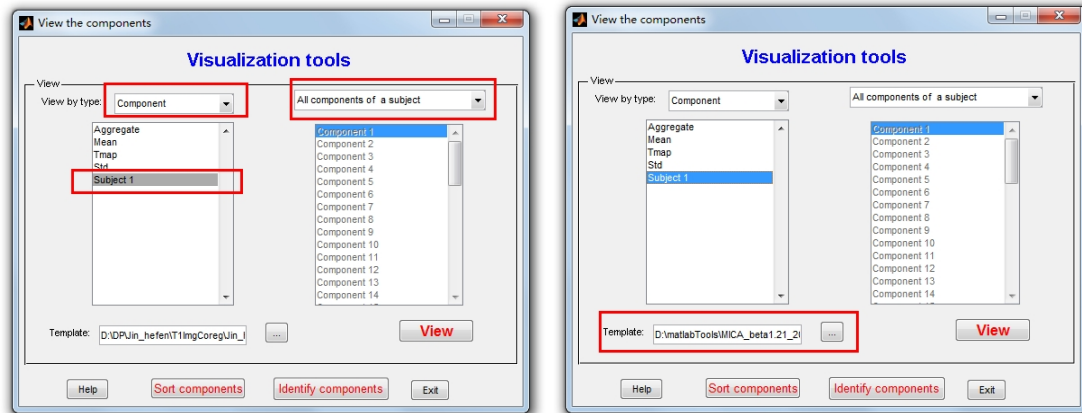 View the components
Visualization tools
View
View by type: Component
All components of a subject
Aggregate
Mean
Tmap
Std
Subject 1
Component 1
Component 2
Component 3
Component 4
Component 5
Component 6
Component 7
Component 8
Component 9
Component 10
Component 11
Component 12
Component 13
Component 14
Template: D:\DP\Jin_hefen\T1ImgCoreg\Jin_
...
View
Help
Sort components
Identify components
Exit
View the components
Visualization tools
View
View by type: Component
All components of a subject
Aggregate
Mean
Tmap
Std
Subject 1
Component 1
Component 2
Component 3
Component 4
Component 5
Component 6
Component 7
Component 8
Component 9
Component 10
Component 11
Component 12
Component 13
Component 14
Template: D:\matlabTools\MICA_beta1.21_2
...
View
Help
Sort components
Identify components
Exit